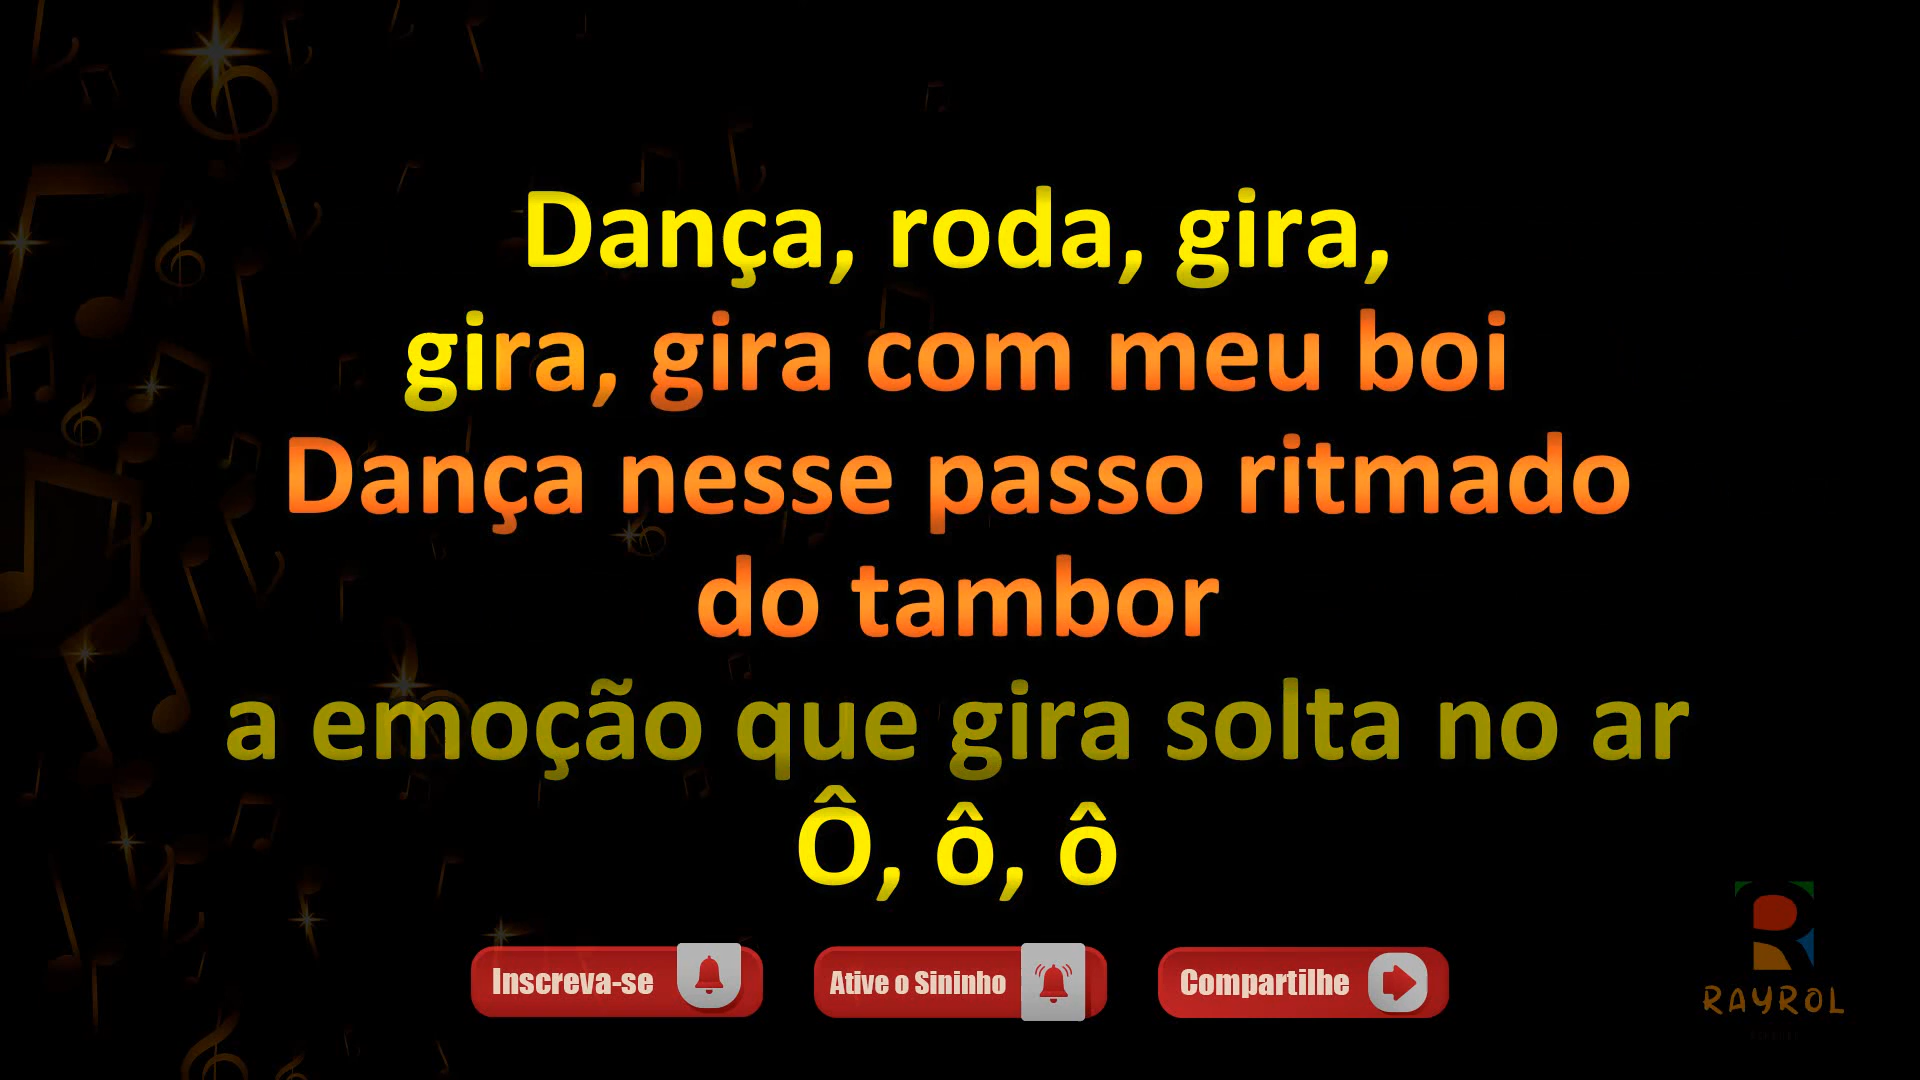 Dança, roda, gira,
gira, gira com meu boi
Dança nesse passo ritmado
do tambor
a emoção que gira solta no ar
Ô, ô, ô
Inscreva-se
Ative o Sininho
Compartilhe
RAYROL